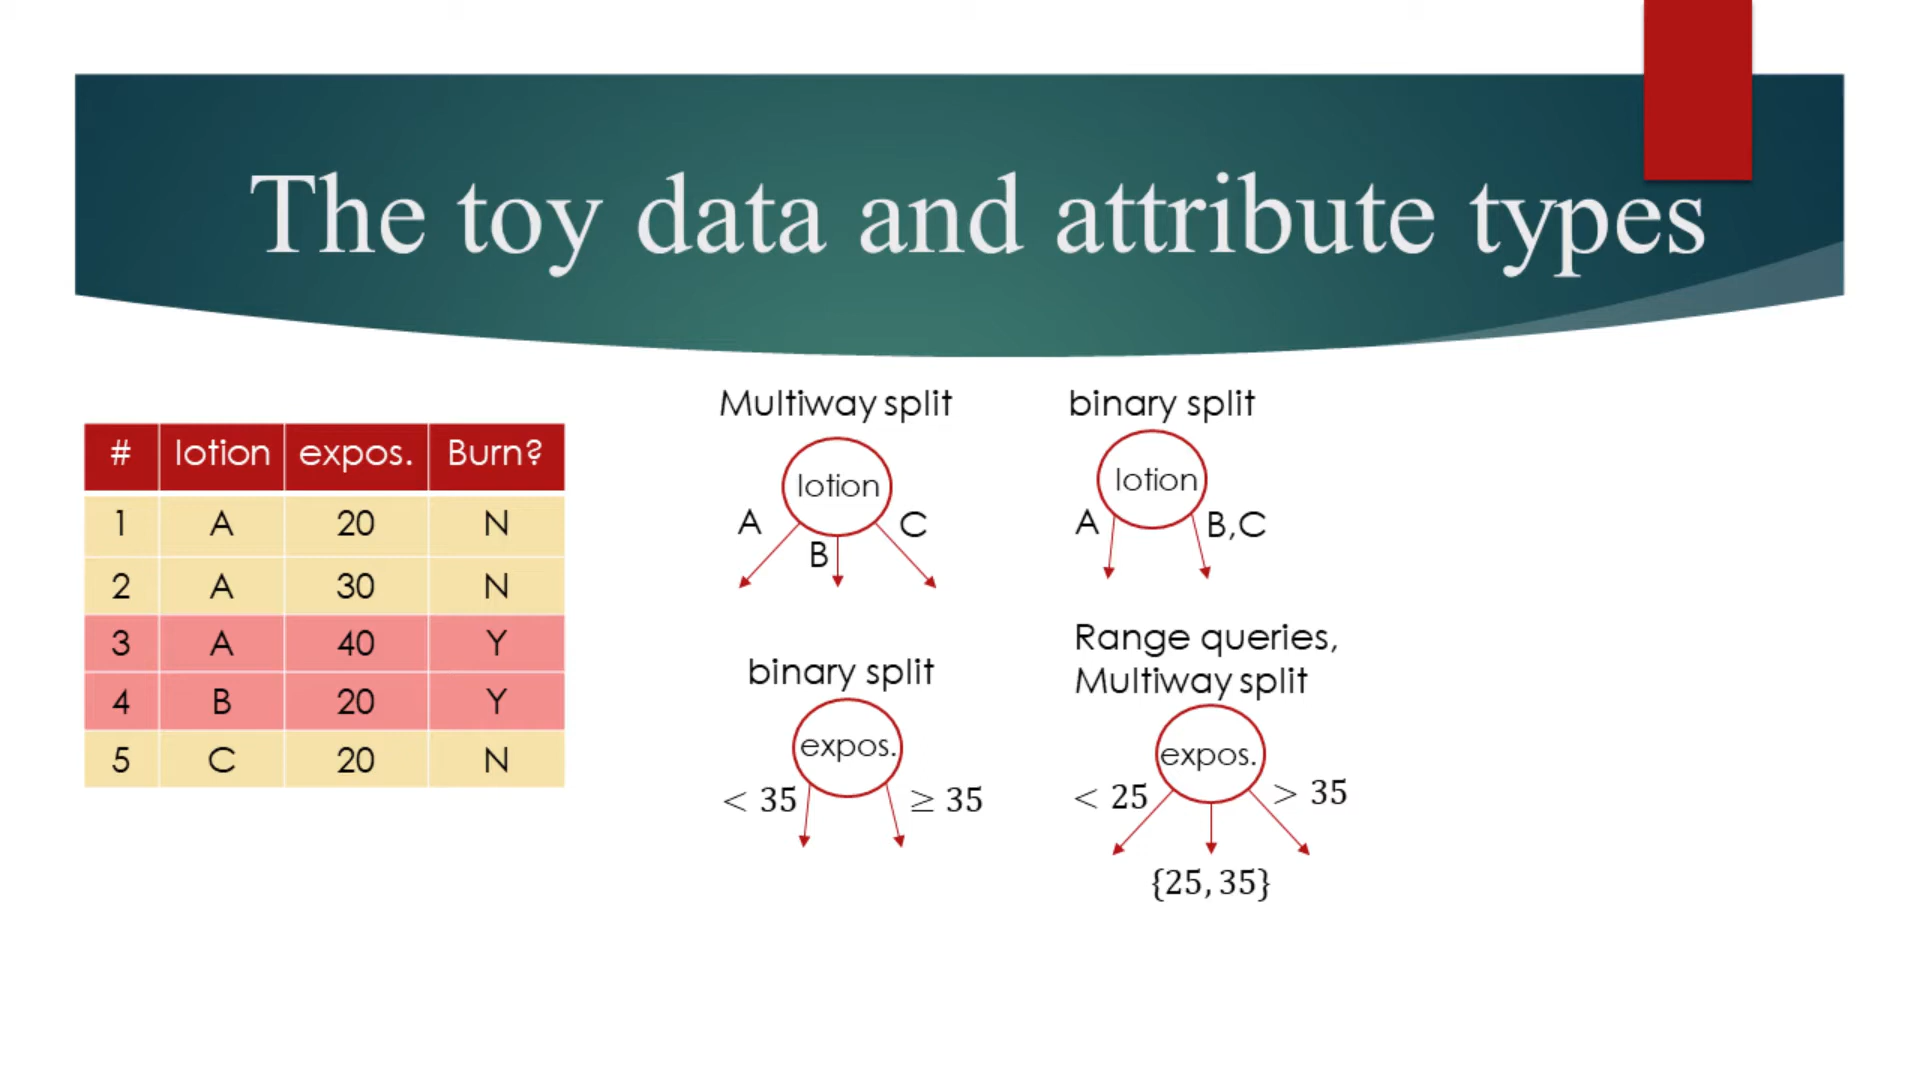 The toy data and attribute types
# lotion expos. Burn?
1 A 20 N
2 A 30 N
3 A 40 Y
4 B 20 Y
5 C 20 N
Multiway split
lotion
A
B
C
binary split
lotion
A
B,C
binary split
expos.
< 35
≥ 35
Range queries,
Multiway split
expos.
< 25
> 35
{25, 35}